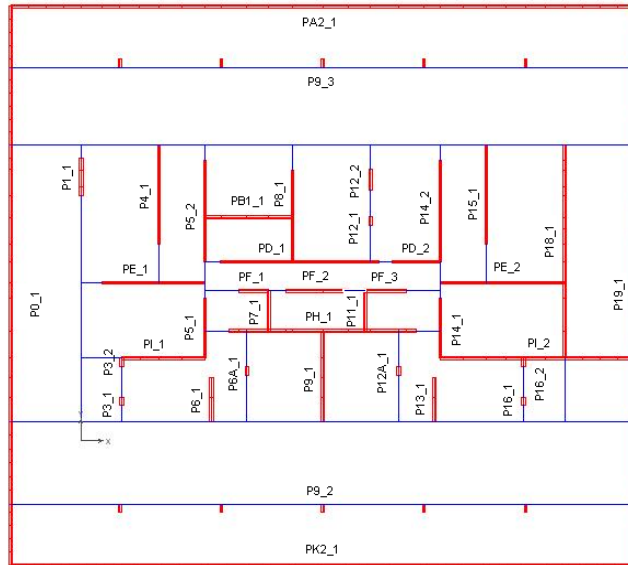 PA2_1
P9_3
P1_1
P4_1
P5_2
PB1_1
P8_1
P12_2
P12_1
P14_2
P15_1
P18_1
PD_1
PD_2
PE_1
PE_2
PF_1
PF_2
PF_3
P0_1
P5_1
P7_1
PH_1
P11_1
P14_1
P19_1
PI_1
PI_2
P3_2
P3_1
P6_1
P6A_1
P9_1
P12A_1
P13_1
P16_1
P16_2
x
P9_2
PK2_1